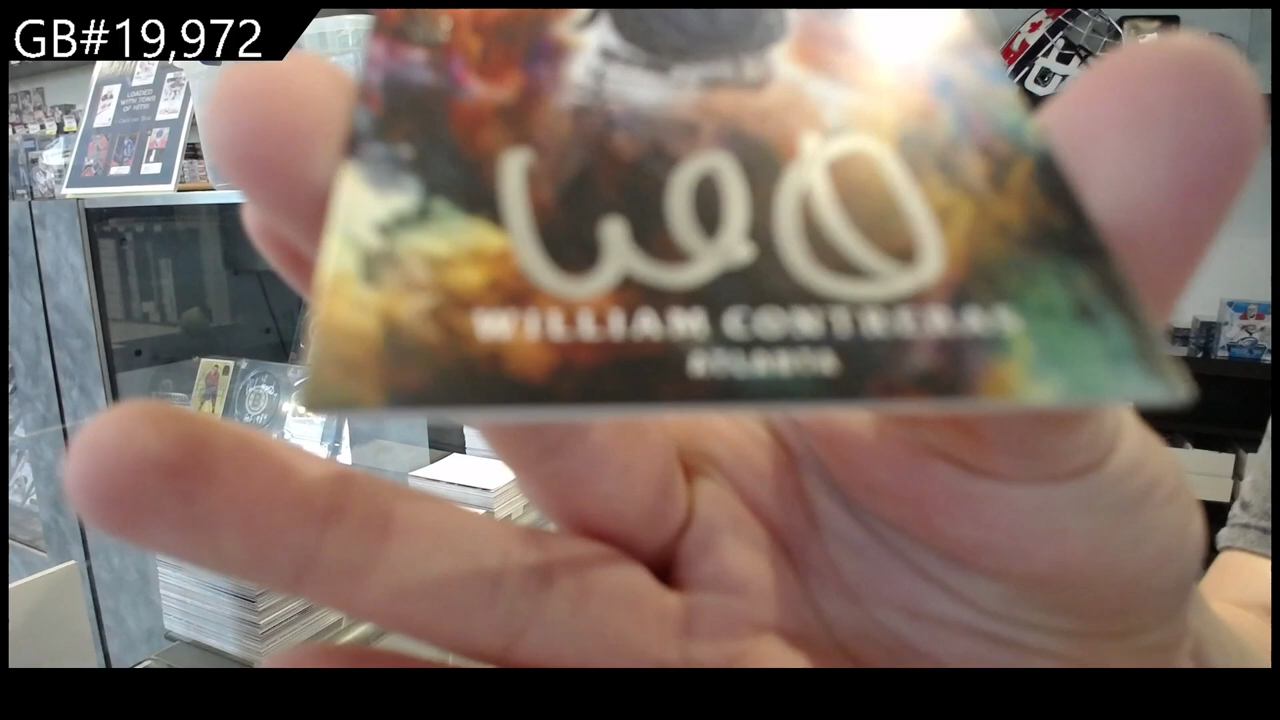 GB#19,972
LOADED
WITH TONS
OF HITS!
WILLIAM CONTRERAS
ATLANTA